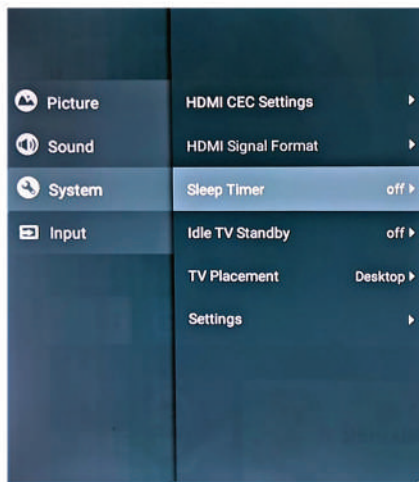 Picture
Sound
System
Input
HDMI CEC Settings
HDMI Signal Format
Sleep Timer off
Idle TV Standby off
TV Placement Desktop
Settings